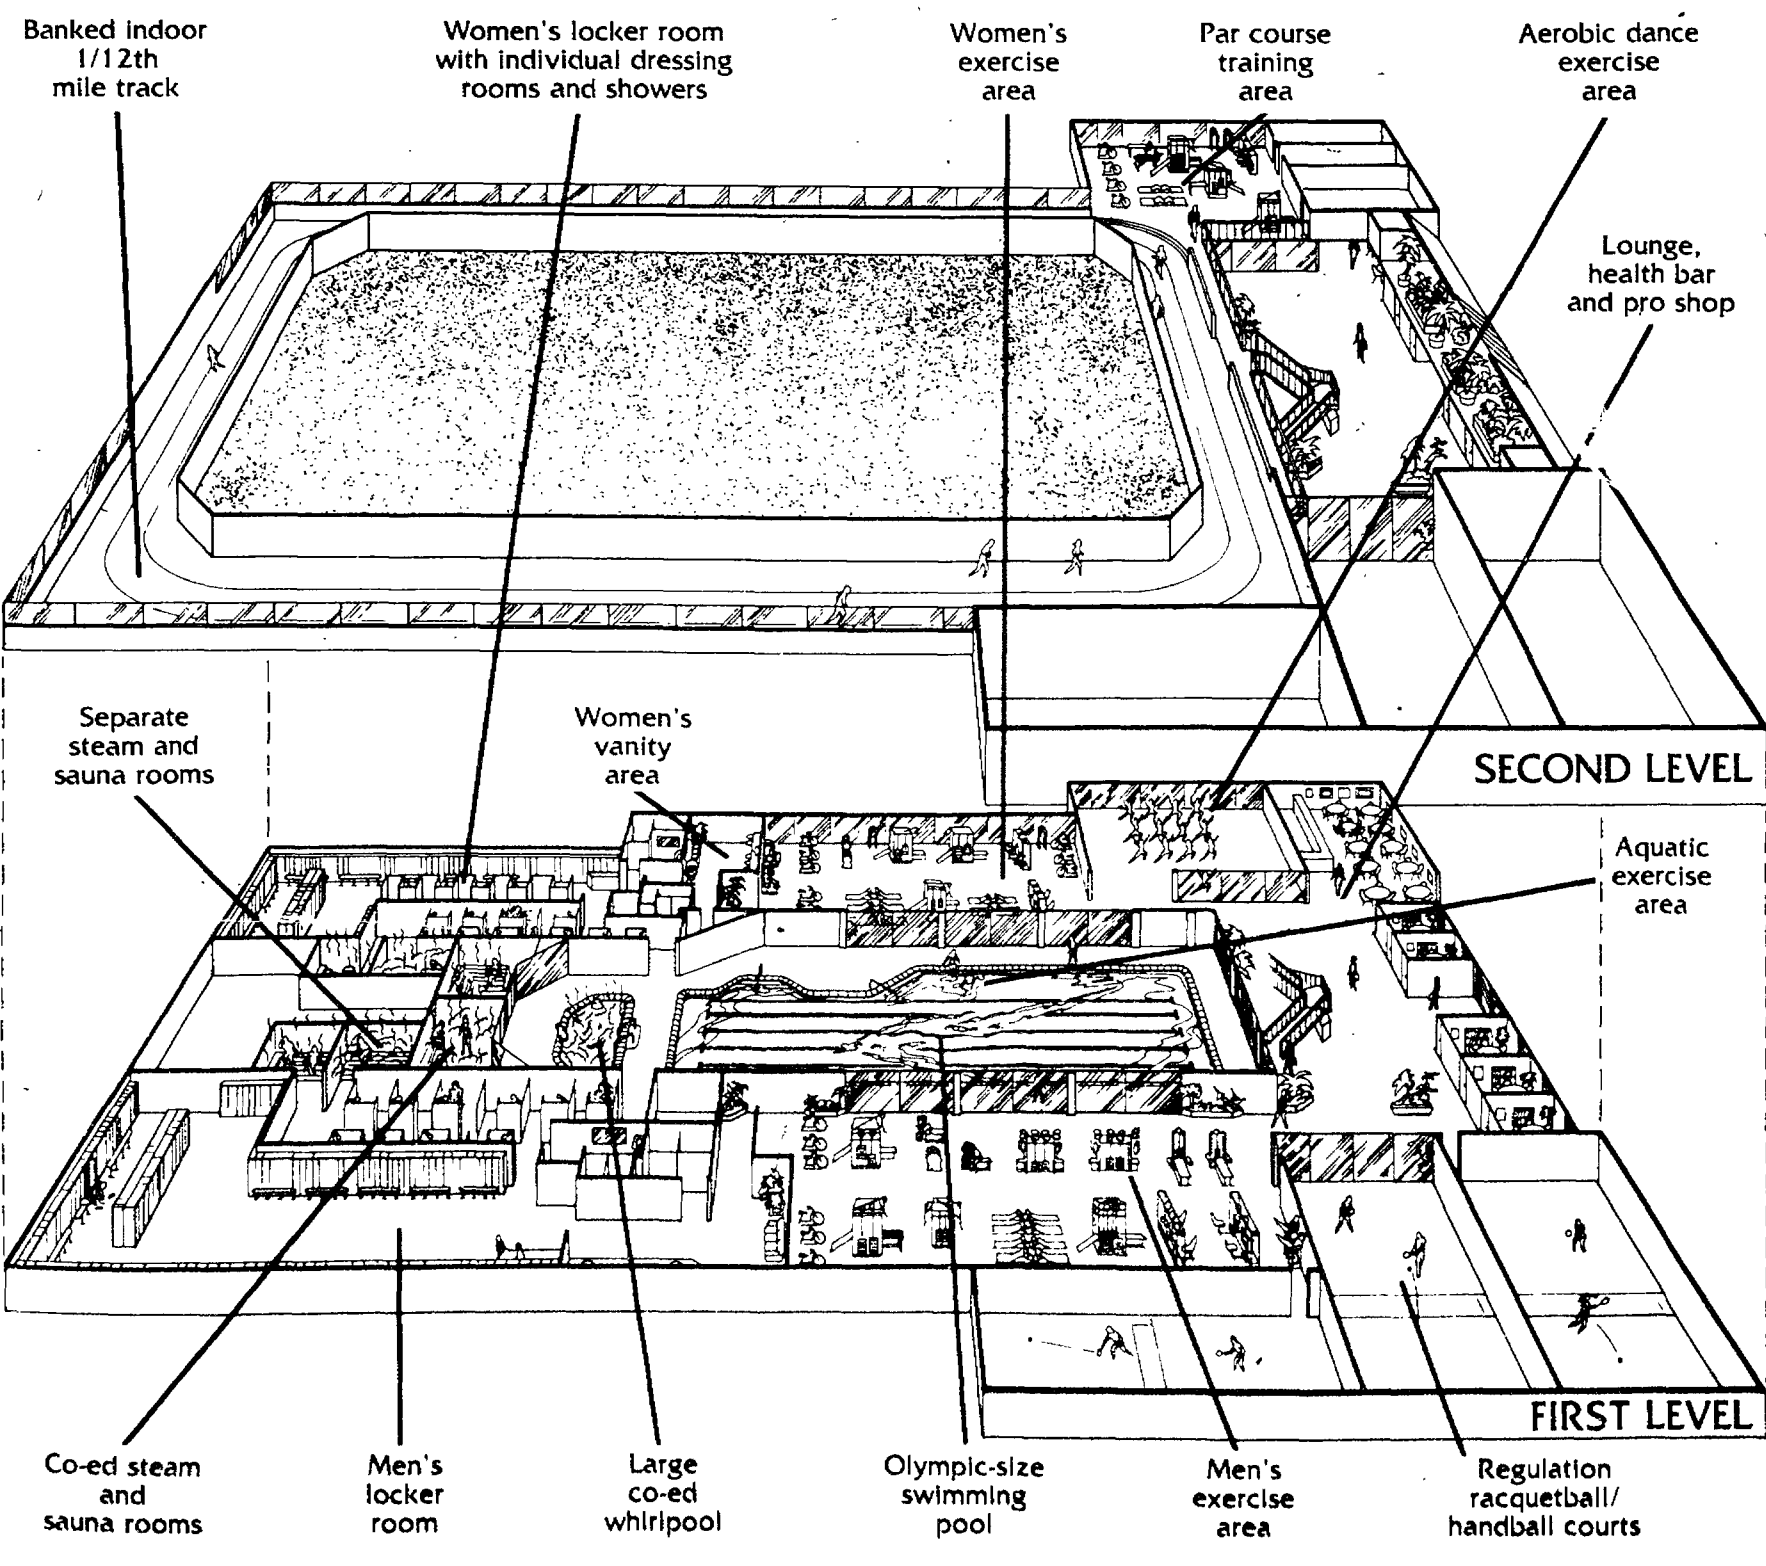 Banked indoor
1/12th
mile track
Women's locker room
with individual dressing
rooms and showers
Women's
exercise
area
Par course
training
area
Aerobic dance
exercise
area
Lounge,
health bar
and pro shop
SECOND LEVEL
Separate
steam and
sauna rooms
Women's
vanity
area
Aquatic
exercise
area
FIRST LEVEL
Co-ed steam
and
sauna rooms
Men's
locker
room
Large
co-ed
whirlpool
Olympic-size
swimming
pool
Men's
exercise
area
Regulation
racquetball/
handball courts